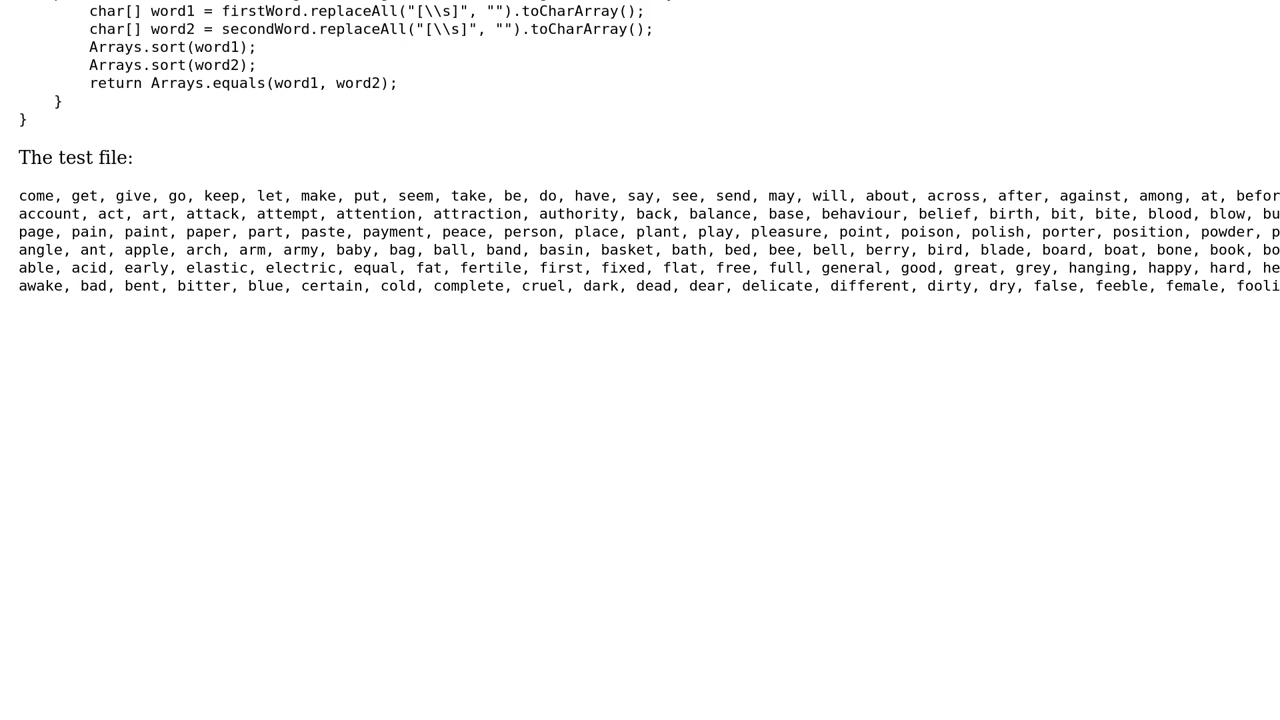 char[] word1 = firstWord.replaceAll("[\\s]", "").toCharArray();
char[] word2 = secondWord.replaceAll("[\\s]", "").toCharArray();
Arrays.sort(word1);
Arrays.sort(word2);
return Arrays.equals(word1, word2);
}
}
The test file:
come, get, give, go, keep, let, make, put, seem, take, be, do, have, say, see, send, may, will, about, across, after, against, among, at, befor
account, act, art, attack, attempt, attention, attraction, authority, back, balance, base, behaviour, belief, birth, bit, bite, blood, blow, bu
page, pain, paint, paper, part, paste, payment, peace, person, place, plant, play, pleasure, point, poison, polish, porter, position, powder, p
angle, ant, apple, arch, arm, army, baby, bag, ball, band, basin, basket, bath, bed, bee, bell, berry, bird, blade, board, boat, bone, book, bo
able, acid, early, elastic, electric, equal, fat, fertile, first, fixed, flat, free, full, general, good, great, grey, hanging, happy, hard, he
awake, bad, bent, bitter, blue, certain, cold, complete, cruel, dark, dead, dear, delicate, different, dirty, dry, false, feeble, female, fooli